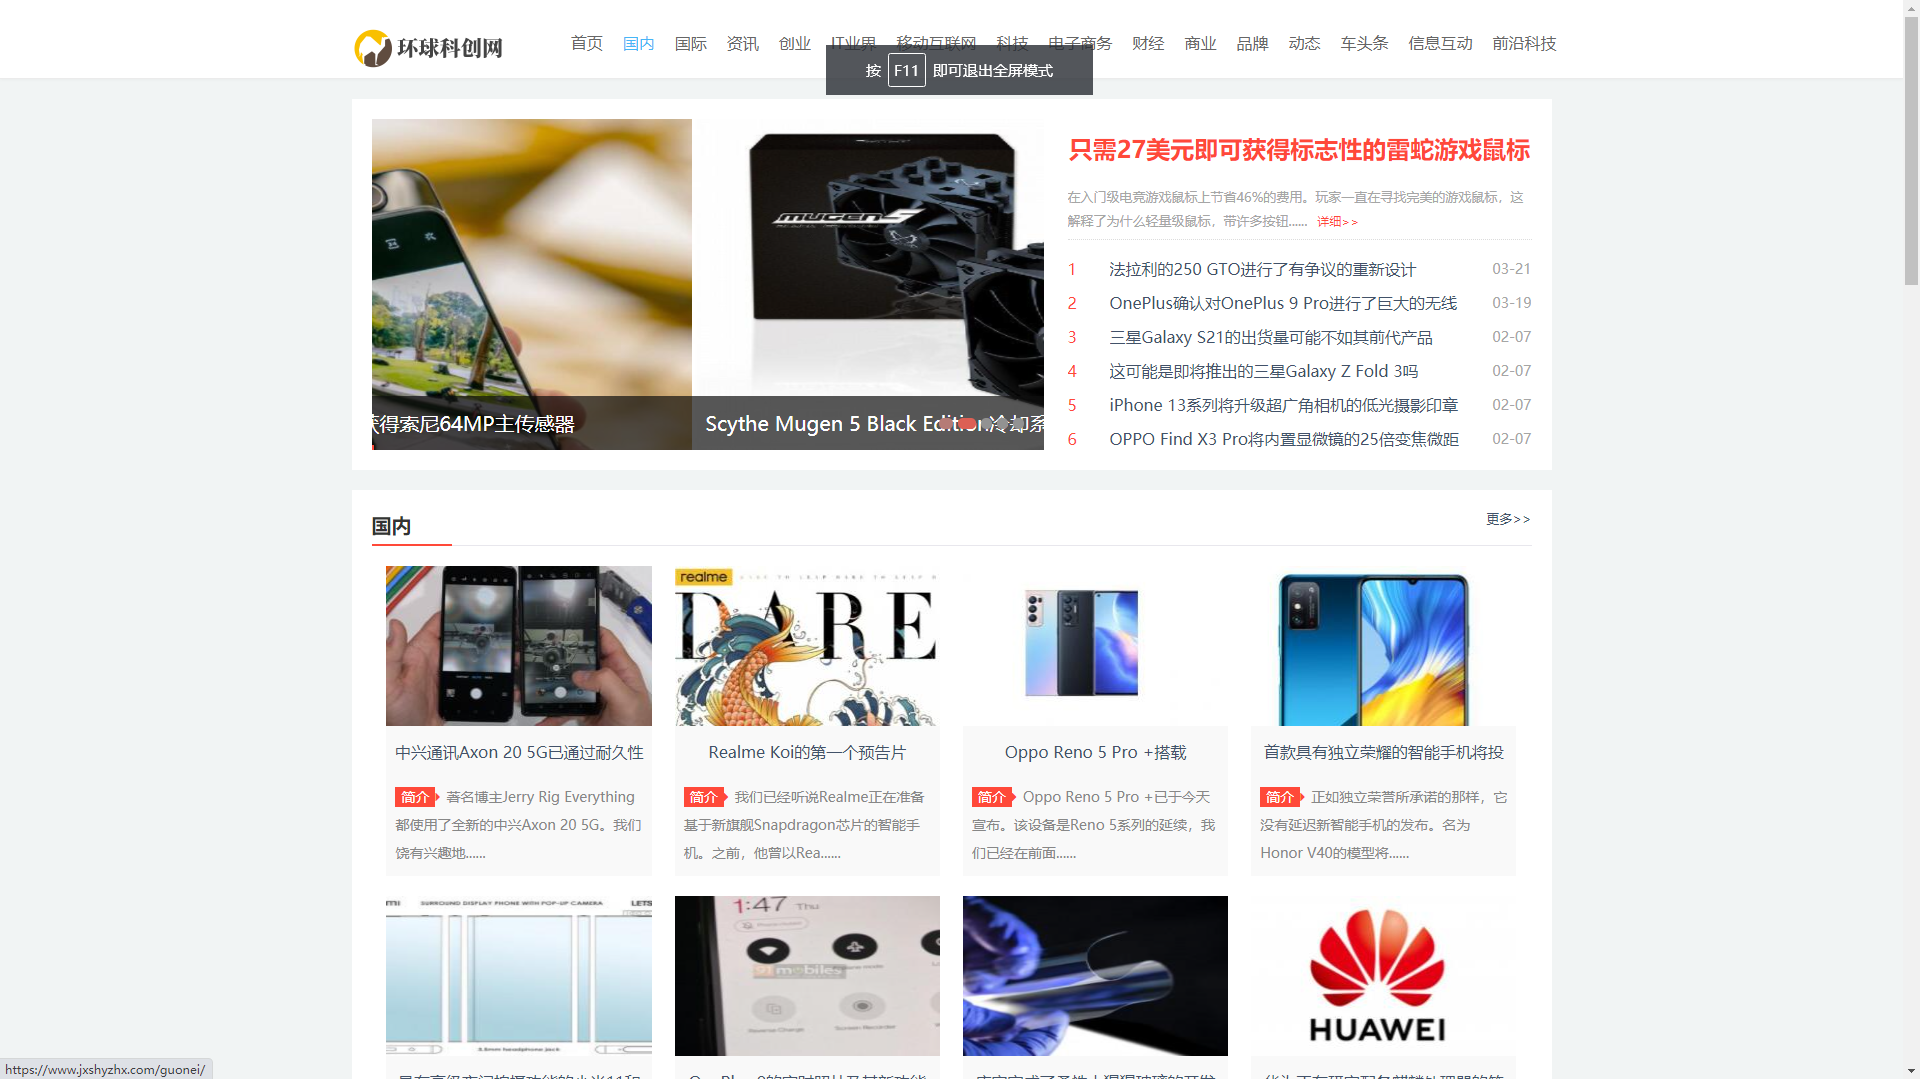 环球科创网
首页 国内 国际 资讯 创业 IT业界 移动互联网 科技 电子商务 财经 商业 品牌 动态 车头条 信息互动 前沿科技
按 F11 即可退出全屏模式
MUGEN 5
获得索尼64MP主传感器
Scythe Mugen 5 Black Edition冷却系
只需27美元即可获得标志性的雷蛇游戏鼠标
在入门级电竞游戏鼠标上节省46%的费用。玩家一直在寻找完美的游戏鼠标，这
解释了为什么轻量级鼠标，带许多按钮...... 详细>>
1 法拉利的250 GTO进行了有争议的重新设计 03-21
2 OnePlus确认对OnePlus 9 Pro进行了巨大的无线 03-19
3 三星Galaxy S21的出货量可能不如其前代产品 02-07
4 这可能是即将推出的三星Galaxy Z Fold 3吗 02-07
5 iPhone 13系列将升级超广角相机的低光摄影印章 02-07
6 OPPO Find X3 Pro将内置显微镜的25倍变焦微距 02-07
国内
更多>>
realme
DARE
中兴通讯Axon 20 5G已通过耐久性
简介 著名博主Jerry Rig Everything
都使用了全新的中兴Axon 20 5G。我们
饶有兴趣地......
Realme Koi的第一个预告片
简介 我们已经听说Realme正在准备
基于新旗舰Snapdragon芯片的智能手
机。之前，他曾以Rea......
Oppo Reno 5 Pro +搭载
简介 Oppo Reno 5 Pro +已于今天
宣布。该设备是Reno 5系列的延续，我
们已经在前面......
首款具有独立荣耀的智能手机将投
简介 正如独立荣誉所承诺的那样，它
没有延迟新智能手机的发布。名为
Honor V40的模型将......
SURROUND DISPLAY PHONE WITH POP-UP CAMERA
3.5mm headphone jack
1:47 Thu
91mobiles
Reverse Charge
Screen Recorder
HUAWEI
https://www.jxshyzhx.com/guonei/